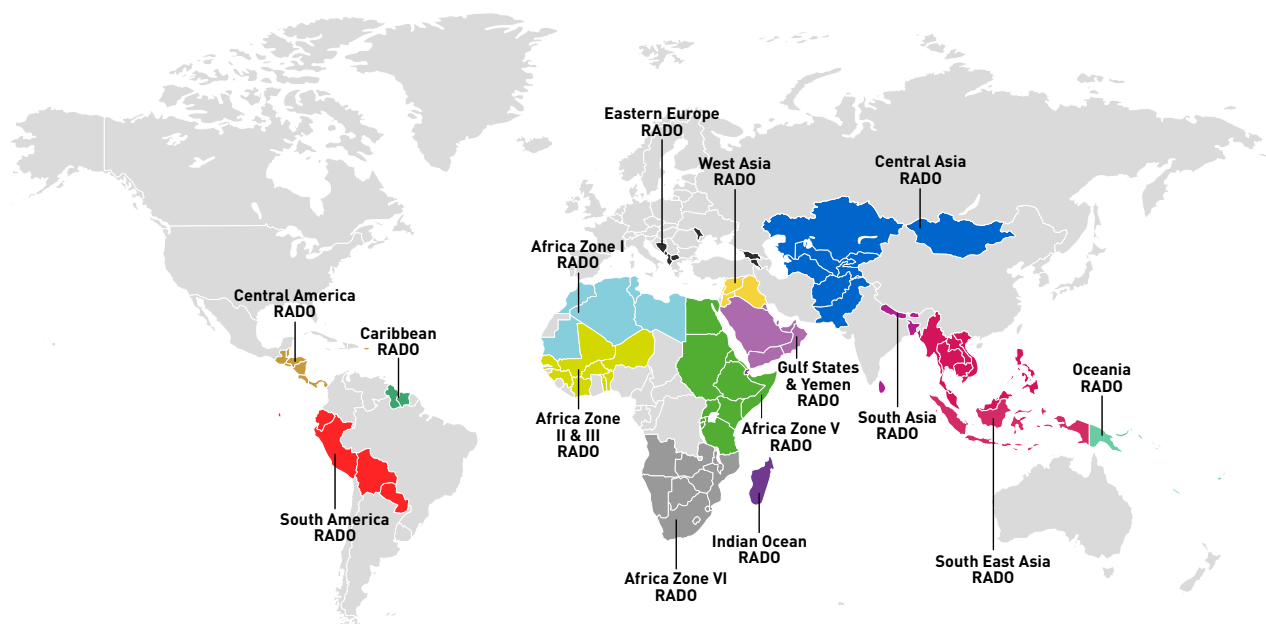 Eastern Europe
RADO
West Asia
RADO
Central Asia
RADO
Africa Zone I
RADO
Central America
RADO
Caribbean
RADO
Gulf States
& Yemen
RADO
Oceania
RADO
South Asia
RADO
Africa Zone
II & III
RADO
Africa Zone V
RADO
South America
RADO
Indian Ocean
RADO
South East Asia
RADO
Africa Zone VI
RADO